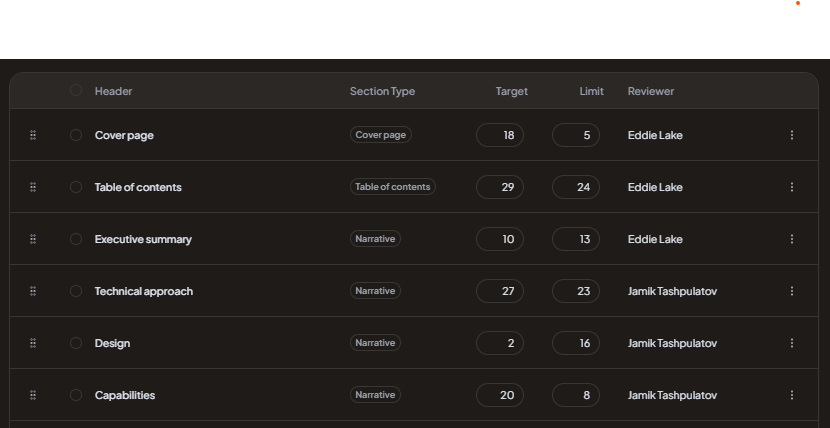 Header Section Type Target Limit Reviewer
Cover page Cover page 18 5 Eddie Lake
Table of contents Table of contents 29 24 Eddie Lake
Executive summary Narrative 10 13 Eddie Lake
Technical approach Narrative 27 23 Jamik Tashpulatov
Design Narrative 2 16 Jamik Tashpulatov
Capabilities Narrative 20 8 Jamik Tashpulatov